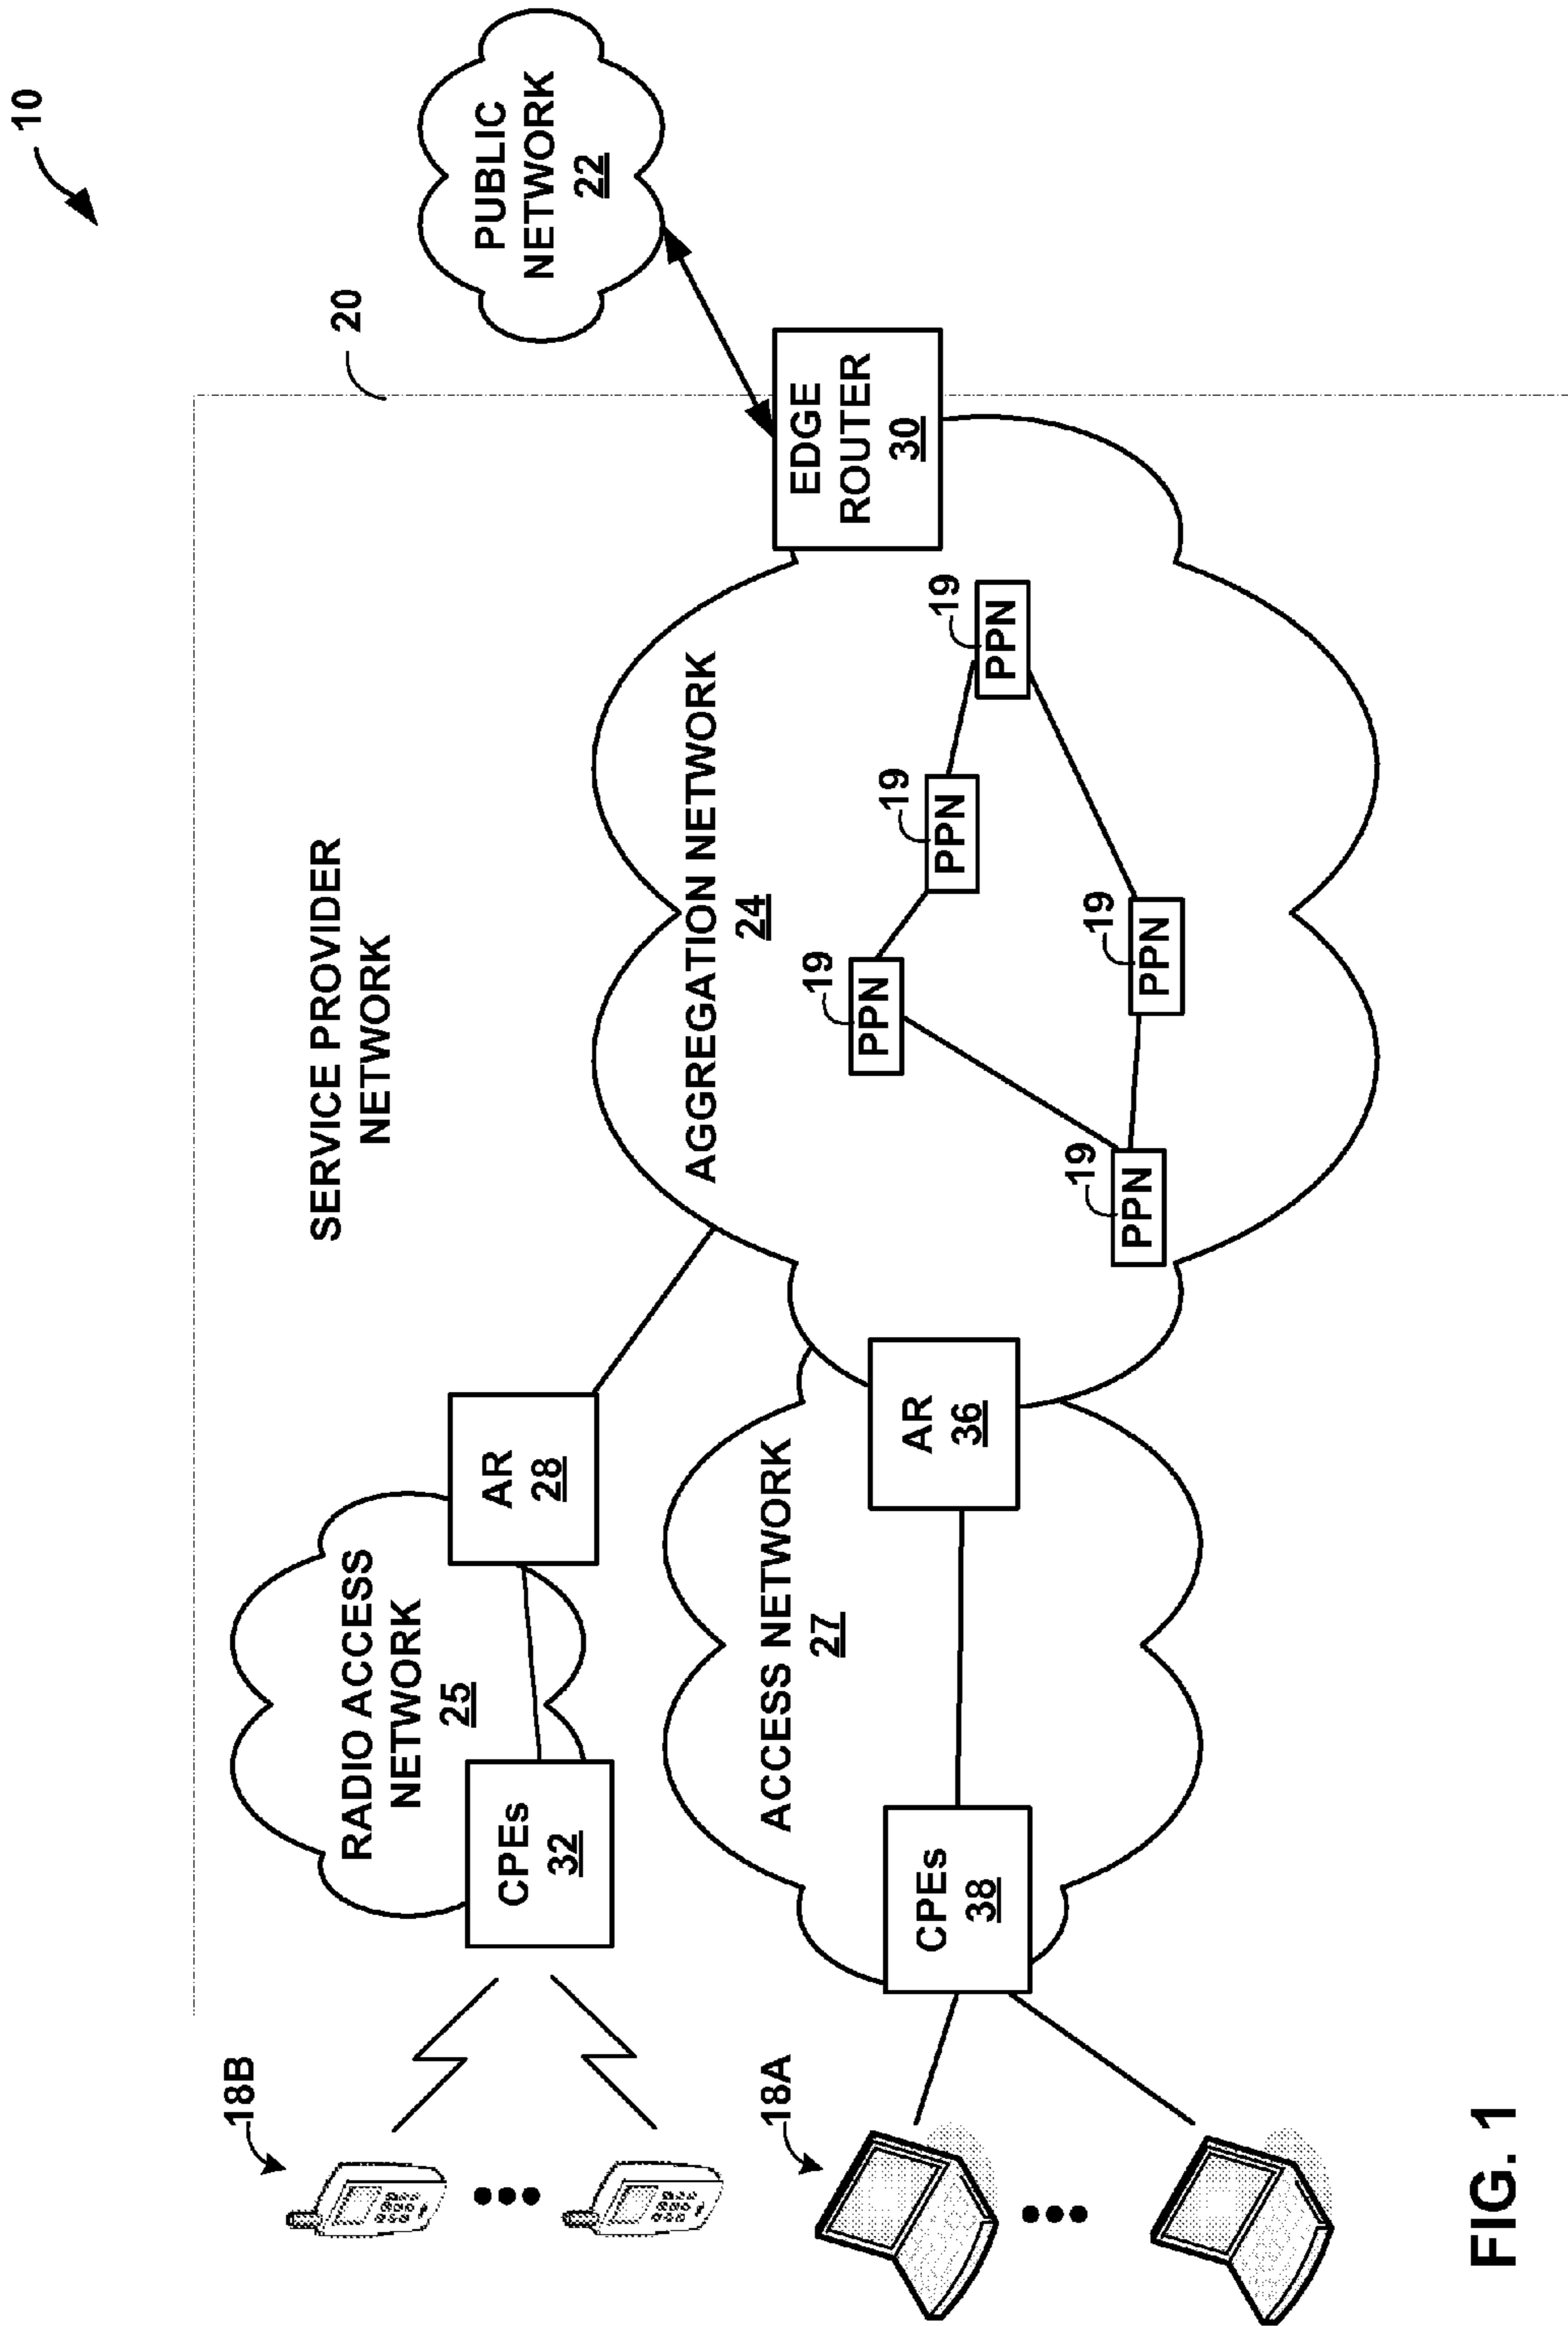 10
PUBLIC
NETWORK
22
20
SERVICE PROVIDER
NETWORK
EDGE
ROUTER
30
AGGREGATION NETWORK
24
19
PPN
19
PPN
19
PPN
19
PPN
19
PPN
RADIO ACCESS
NETWORK
25
AR
28
CPEs
32
18B
ACCESS NETWORK
27
AR
36
CPEs
38
18A
FIG. 1